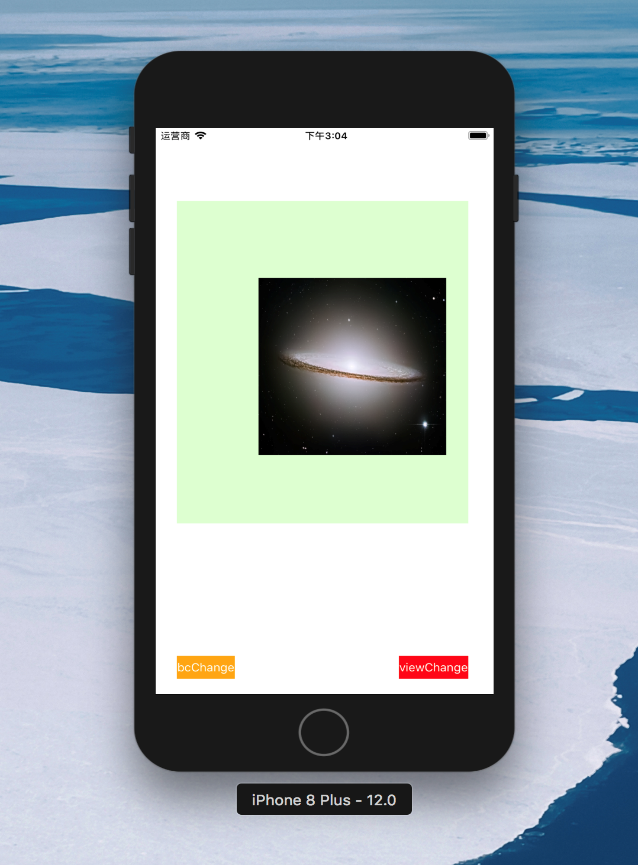 运营商 下午3:04
bcChange viewChange
iPhone 8 Plus - 12.0